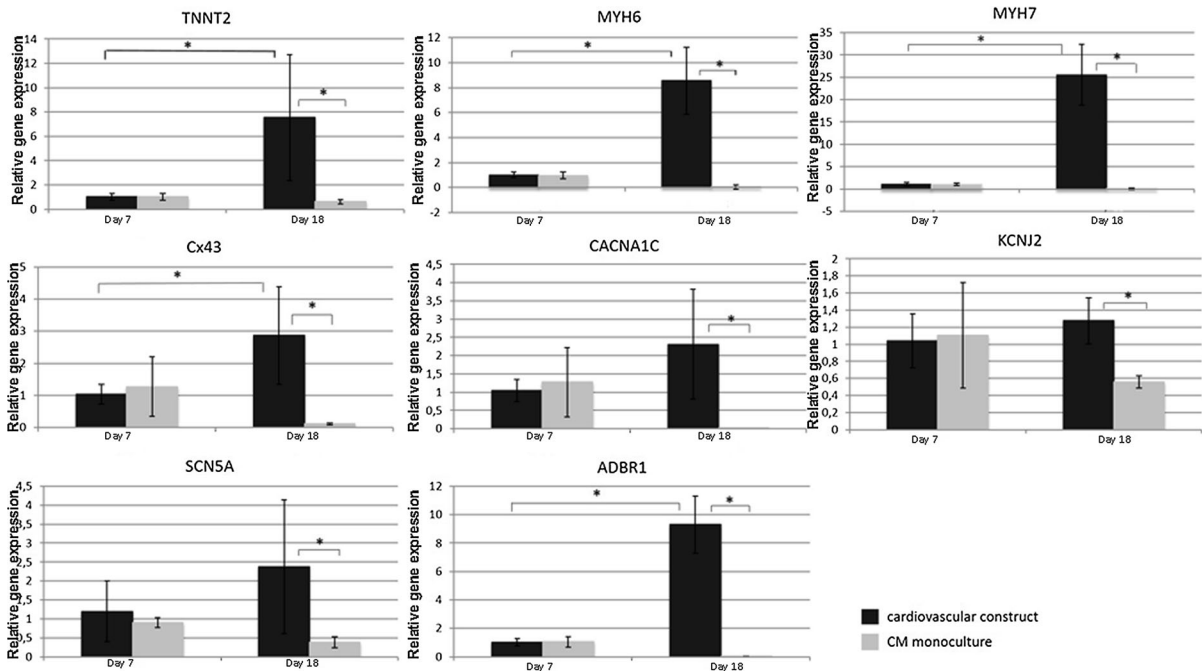 TNNT2
Relative gene expression
14
12
10
8
6
4
2
0
*
*
Day 7
Day 18
MYH6
Relative gene expression
12
10
8
6
4
2
0
-2
*
*
Day 7
Day 18
MYH7
Relative gene expression
35
30
25
20
15
10
5
0
-5
*
*
Day 7
Day 18
Cx43
Relative gene expression
5
4
3
2
1
0
*
*
Day 7
Day 18
CACNA1C
Relative gene expression
4,5
4
3,5
3
2,5
2
1,5
1
0,5
0
*
Day 7
Day 18
KCNJ2
Relative gene expression
2
1,8
1,6
1,4
1,2
1
0,8
0,6
0,4
0,2
0
*
Day 7
Day 18
SCN5A
Relative gene expression
4,5
4
3,5
3
2,5
2
1,5
1
0,5
0
*
Day 7
Day 18
ADBR1
Relative gene expression
12
10
8
6
4
2
0
*
*
Day 7
Day 18
cardiovascular construct
CM monoculture